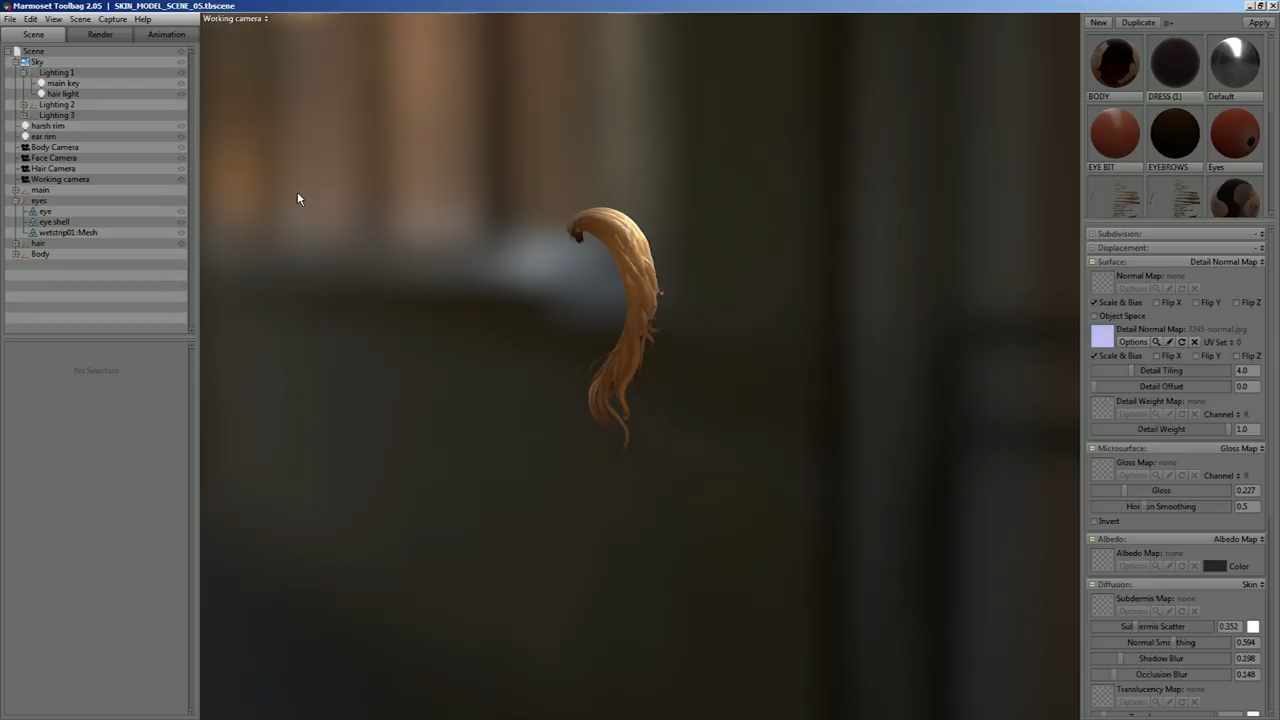 Marmoset Toolbag 2.05 | SKIN_MODEL_SCENE_05.tbscene
File Edit View Scene Capture Help
Working camera
Scene Render Animation
Scene
Sky
Lighting 1
main key
hair light
Lighting 2
Lighting 3
harsh rim
ear rim
Body Camera
Face Camera
Hair Camera
Working camera
main
eyes
eye
eye shell
wetstrip01:Mesh
hair
Body
No Selection
New Duplicate Apply
BODY DRESS (1) Default
EYE BIT EYEBROWS Eyes
Subdivision: -
Displacement: -
Surface: Detail Normal Map
Normal Map: none
Options
Scale & Bias Flip X Flip Y Flip Z
Object Space
Detail Normal Map: 7245-normal.jpg
Options UV Set 0
Scale & Bias Flip X Flip Y Flip Z
Detail Tiling 4.0
Detail Offset 0.0
Detail Weight Map: none
Options Channel R
Detail Weight 1.0
Microsurface: Gloss Map
Gloss Map: none
Options Channel R
Gloss 0.227
Smoothing 0.5
Invert
Albedo: Albedo Map
Albedo Map: none
Options Color
Diffusion: Skin
Subdermis Map: none
Options
Scatter 0.352
Normal 0.594
Shadow Blur 0.198
Occlusion Blur 0.148
Translucency Map: none
Options